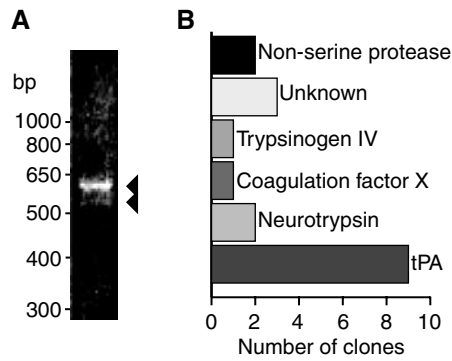 A
bp
1000
800
650
500
400
300
B
Non-serine protease
Unknown
Trypsinogen IV
Coagulation factor X
Neurotrypsin
tPA
0 2 4 6 8 10
Number of clones